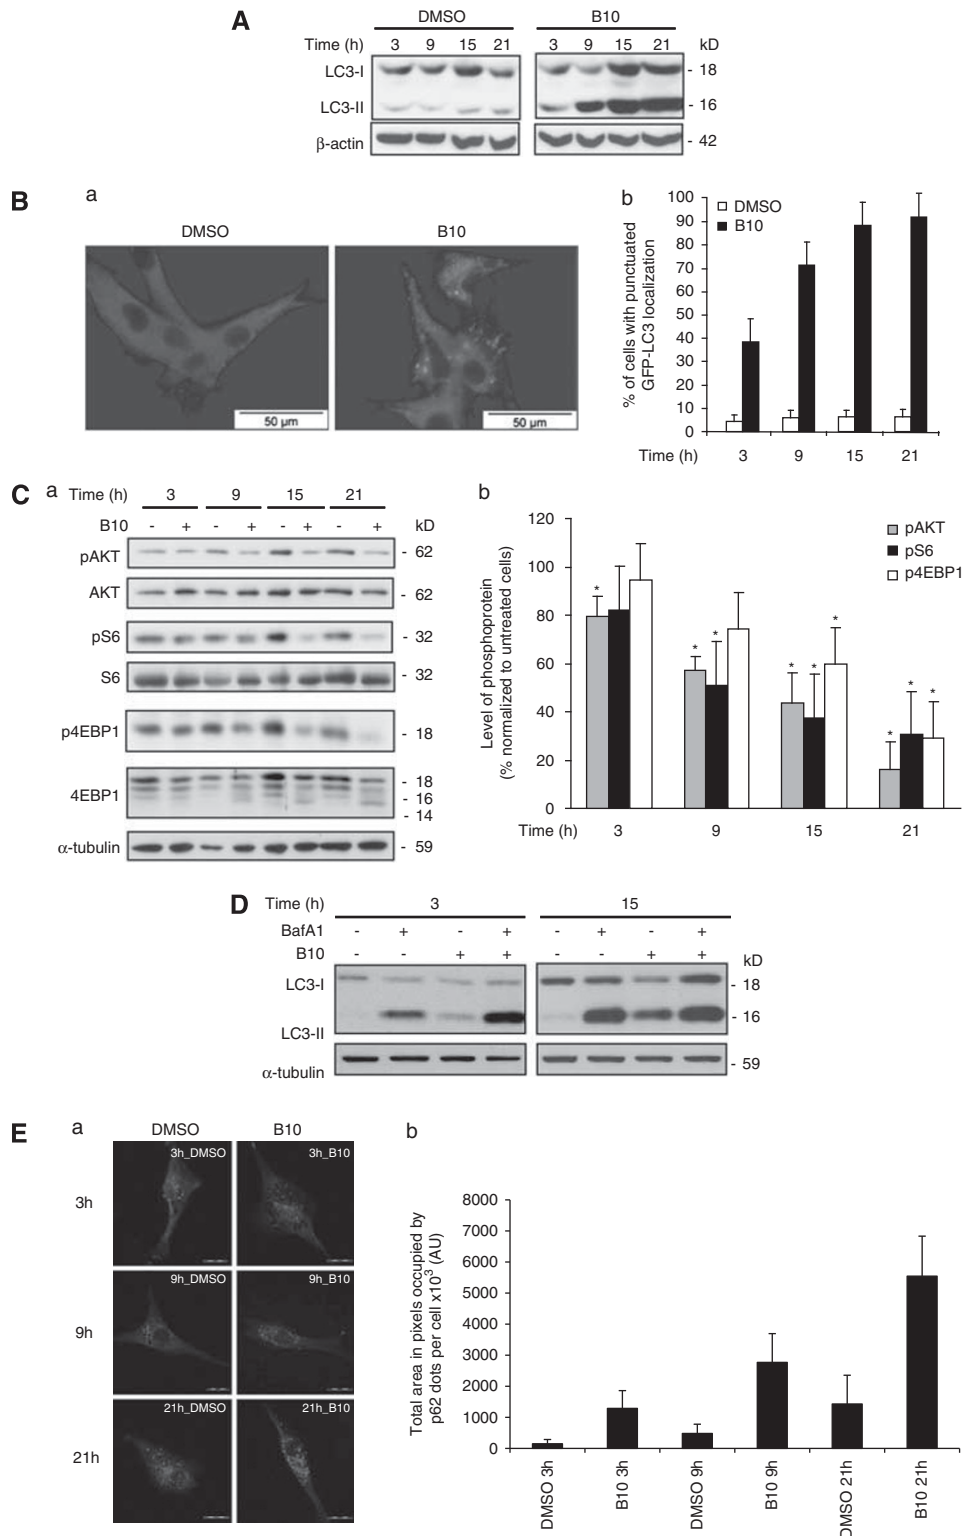 A
DMSO B10
Time (h) 3 9 15 21 3 9 15 21 kD
LC3-I - 18
LC3-II - 16
β-actin - 42
B
a
DMSO B10
50 µm 50 µm
b
% of cells with punctuated
GFP-LC3 localization
100
90
80
70
60
50
40
30
20
10
0
DMSO
B10
Time (h) 3 9 15 21
C
a
Time (h) 3 9 15 21
B10 - + - + - + - + kD
pAKT - 62
AKT - 62
pS6 - 32
S6 - 32
p4EBP1 - 18
4EBP1 - 18
- 16
- 14
α-tubulin - 59
b
Level of phosphoprotein
(% normalized to untreated cells)
120
100
80
60
40
20
0
pAKT
pS6
p4EBP1
* * * * * * * * *
Time (h) 3 9 15 21
D
Time (h) 3 15
BafA1 - + - + - + - +
B10 - - + + - - + + kD
LC3-I - 18
- 16
LC3-II
α-tubulin - 59
E
a
DMSO B10
3h 3h_DMSO 3h_B10
9h 9h_DMSO 9h_B10
21h 21h_DMSO 21h_B10
b
Total area in pixels occupied by
p62 dots per cell x10³ (AU)
8000
7000
6000
5000
4000
3000
2000
1000
0
DMSO 3h
B10 3h
DMSO 9h
B10 9h
DMSO 21h
B10 21h